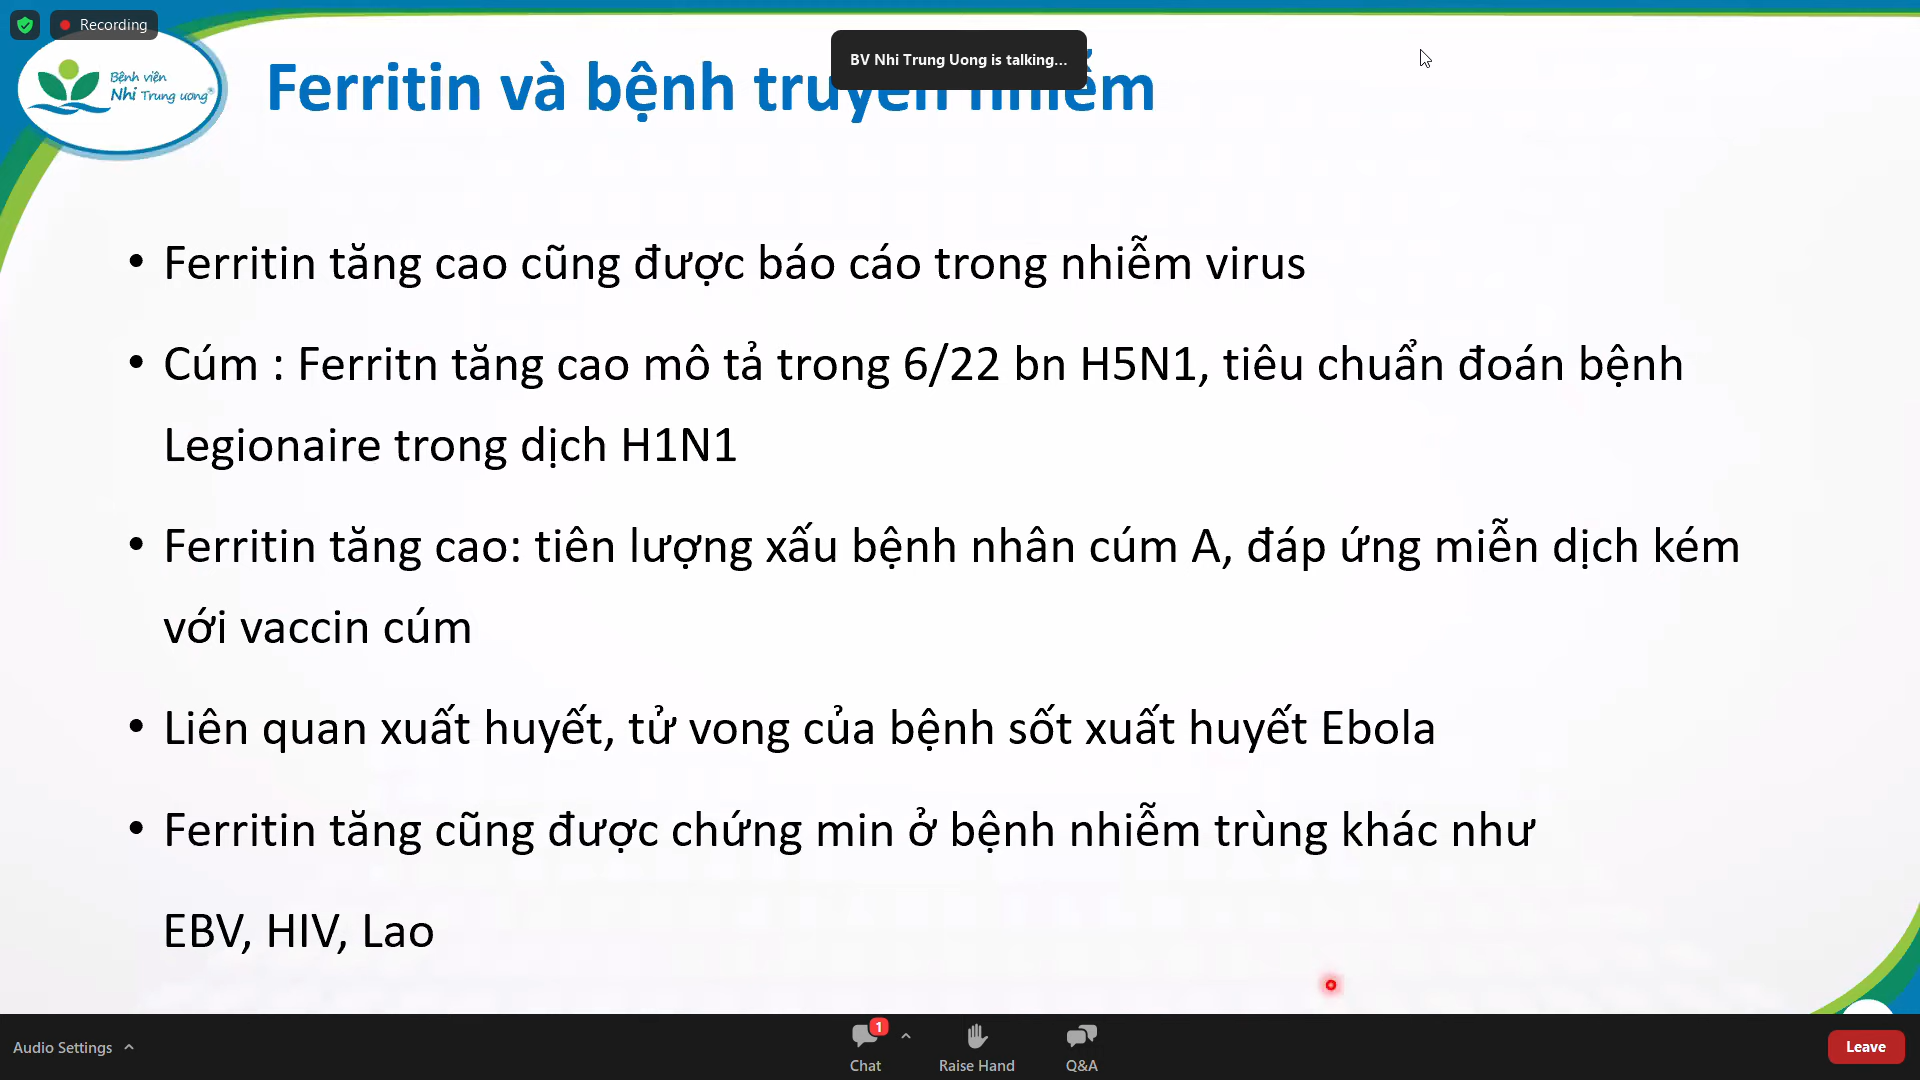 Recording
BV Nhi Trung Uong is talking...
Bệnh viện
Nhi Trung ương®
Ferritin và bệnh truyền nhiễm
• Ferritin tăng cao cũng được báo cáo trong nhiễm virus
• Cúm : Ferritn tăng cao mô tả trong 6/22 bn H5N1, tiêu chuẩn đoán bệnh
Legionaire trong dịch H1N1
• Ferritin tăng cao: tiên lượng xấu bệnh nhân cúm A, đáp ứng miễn dịch kém
với vaccin cúm
• Liên quan xuất huyết, tử vong của bệnh sốt xuất huyết Ebola
• Ferritin tăng cũng được chứng min ở bệnh nhiễm trùng khác như
EBV, HIV, Lao
Audio Settings
1
Chat
Raise Hand
Q&A
Leave